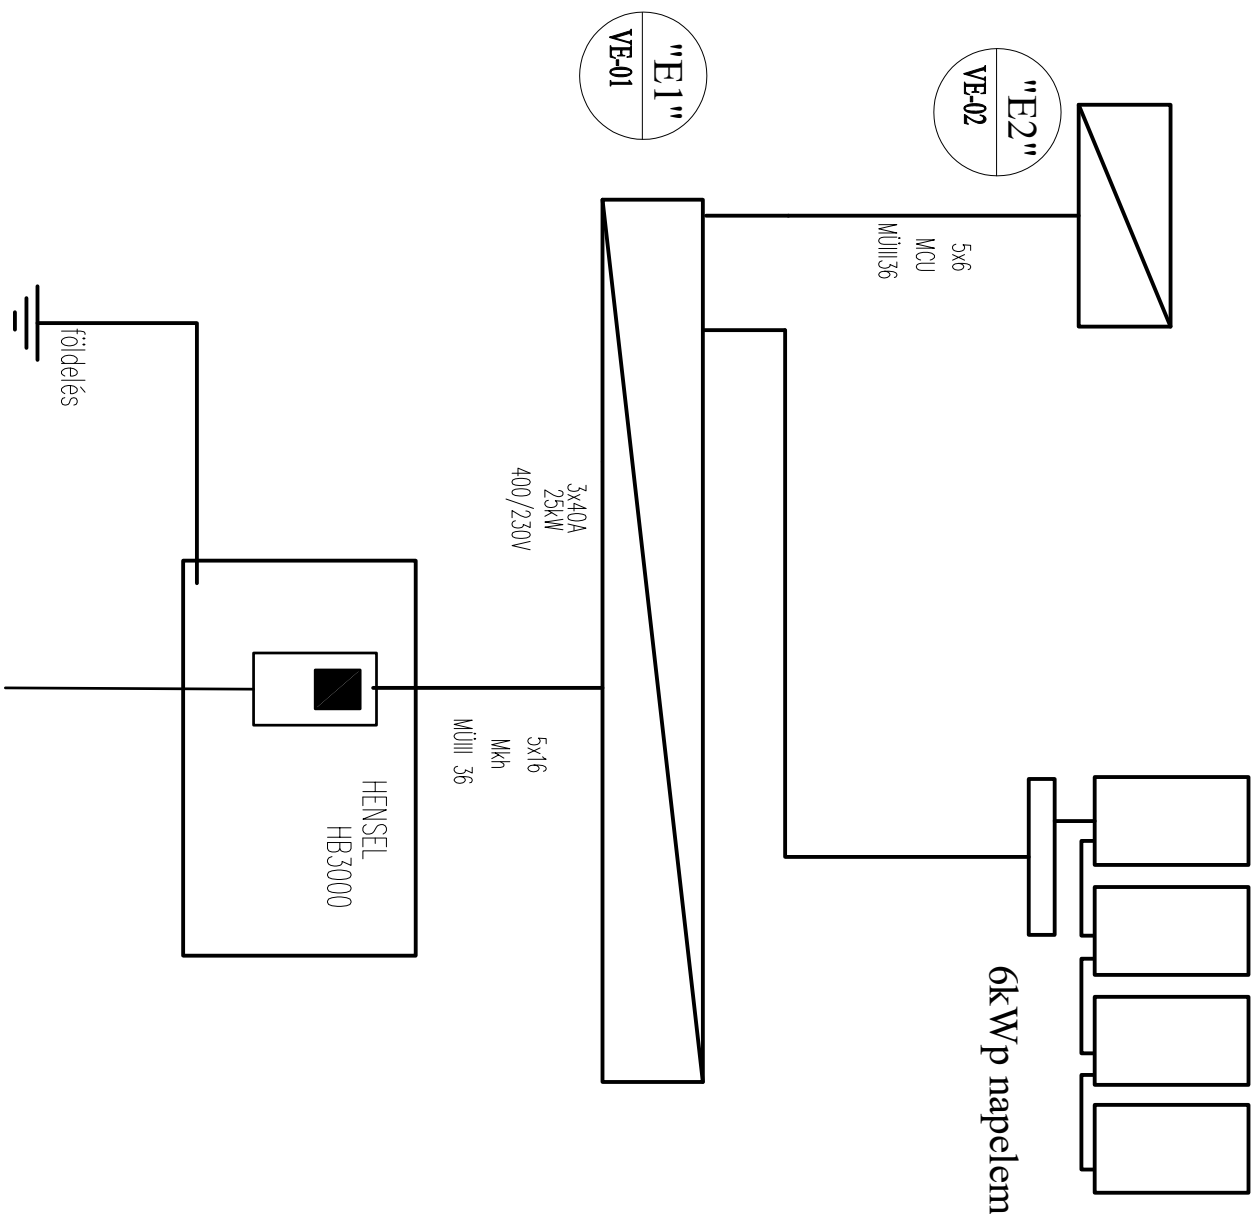 "E2"
VE-02
"E1"
VE-01
5x6
MCU
MÜIII36
6kWp napelem
3x40A
25kW
400/230V
5x16
Mkh
MÜIII 36
HENSEL
HB3000
földelés